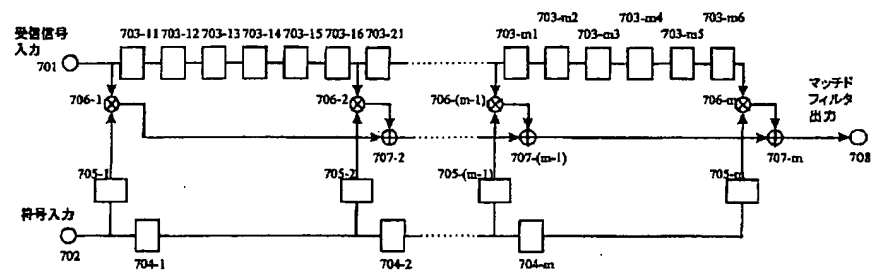 703-m2 703-m4 703-m6
受信信号 703-11 703-13 703-15 703-21 703-m1 703-m3 703-m5
入力 703-12 703-14 703-16
701
706-1 706-2 706-(m-1) 706-m
マッチド
フィルタ
出力
707-2 707-(m-1) 707-m 708
705-1 705-2 705-(m-1) 705-m
符号入力
702
704-1 704-2 704-m